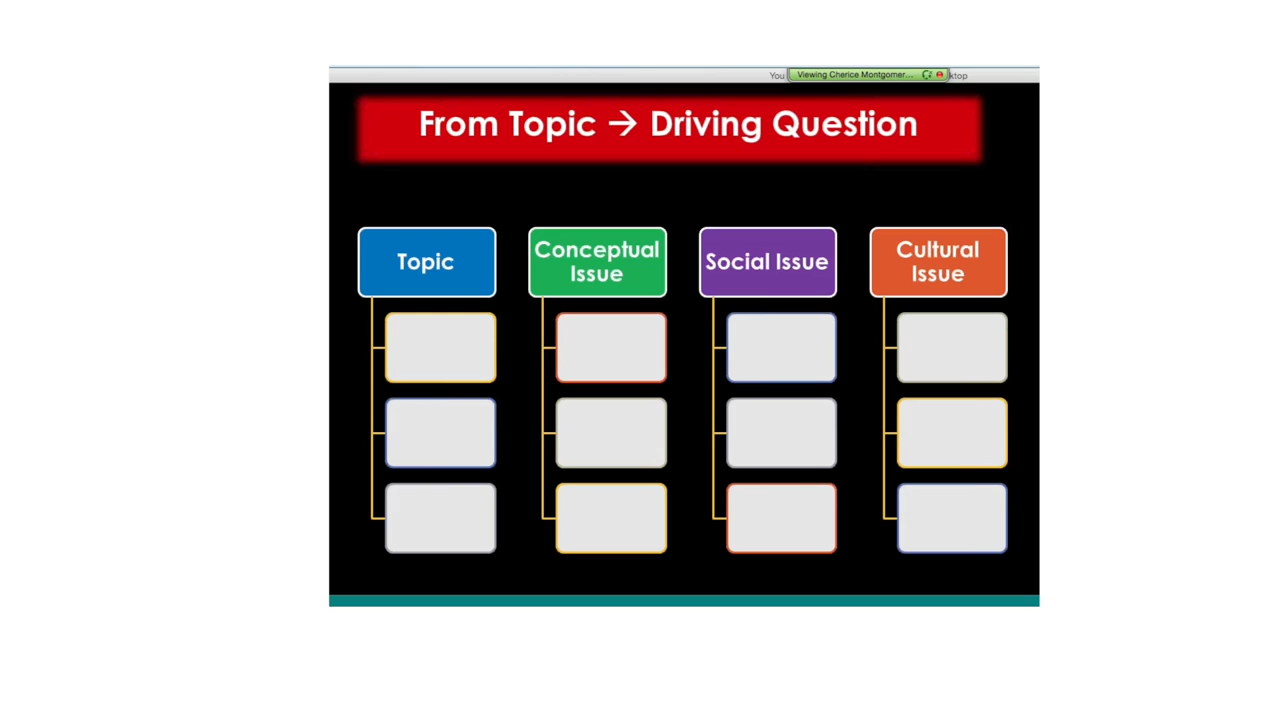 You Viewing Cherice Montgomer... ktop
From Topic → Driving Question
Topic
Conceptual
Issue
Social Issue
Cultural
Issue